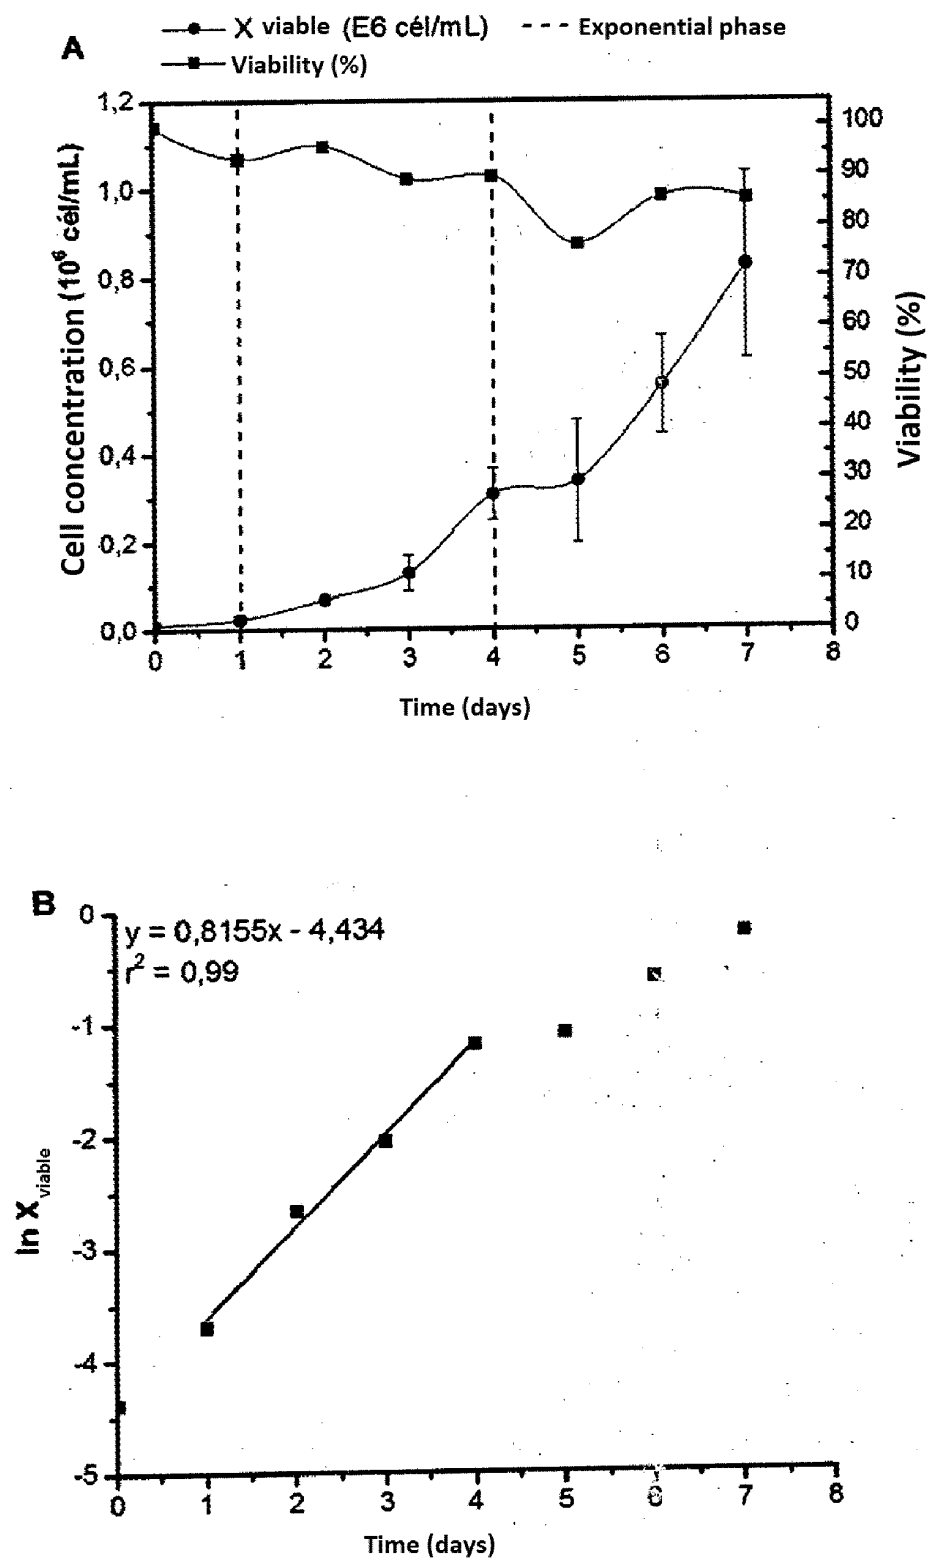 A
X viable (E6 cél/mL) --- Exponential phase
Viability (%)
Cell concentration (10⁶ cél/mL)
1,2
1,0
0,8
0,6
0,4
0,2
0,0
100
90
80
70
60
50
40
30
20
10
0
Viability (%)
0 1 2 3 4 5 6 7 8
Time (days)
B
y = 0,8155x - 4,434
r² = 0,99
ln X viable
0
-1
-2
-3
-4
-5
0 1 2 3 4 5 6 7 8
Time (days)